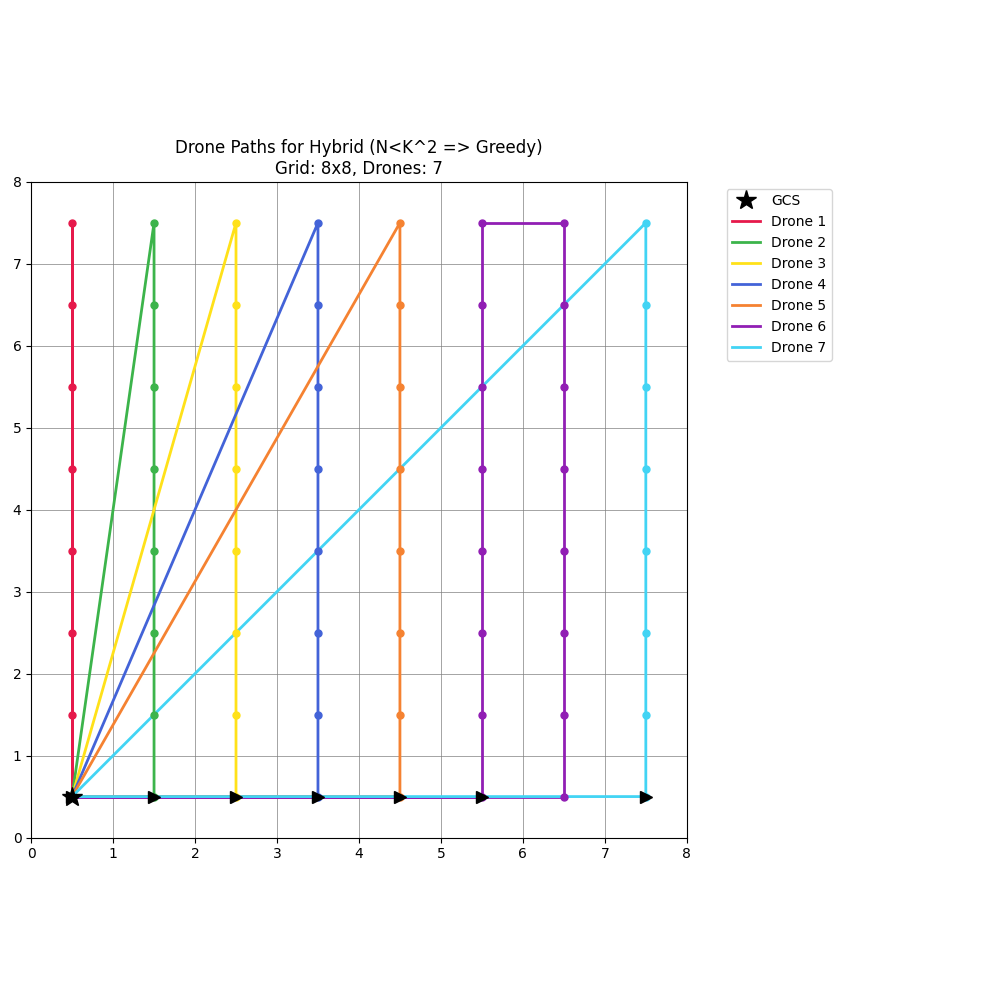 Drone Paths for Hybrid (N<K^2 => Greedy)
Grid: 8x8, Drones: 7
8
7
6
5
4
3
2
1
0
0 1 2 3 4 5 6 7 8
GCS
Drone 1
Drone 2
Drone 3
Drone 4
Drone 5
Drone 6
Drone 7